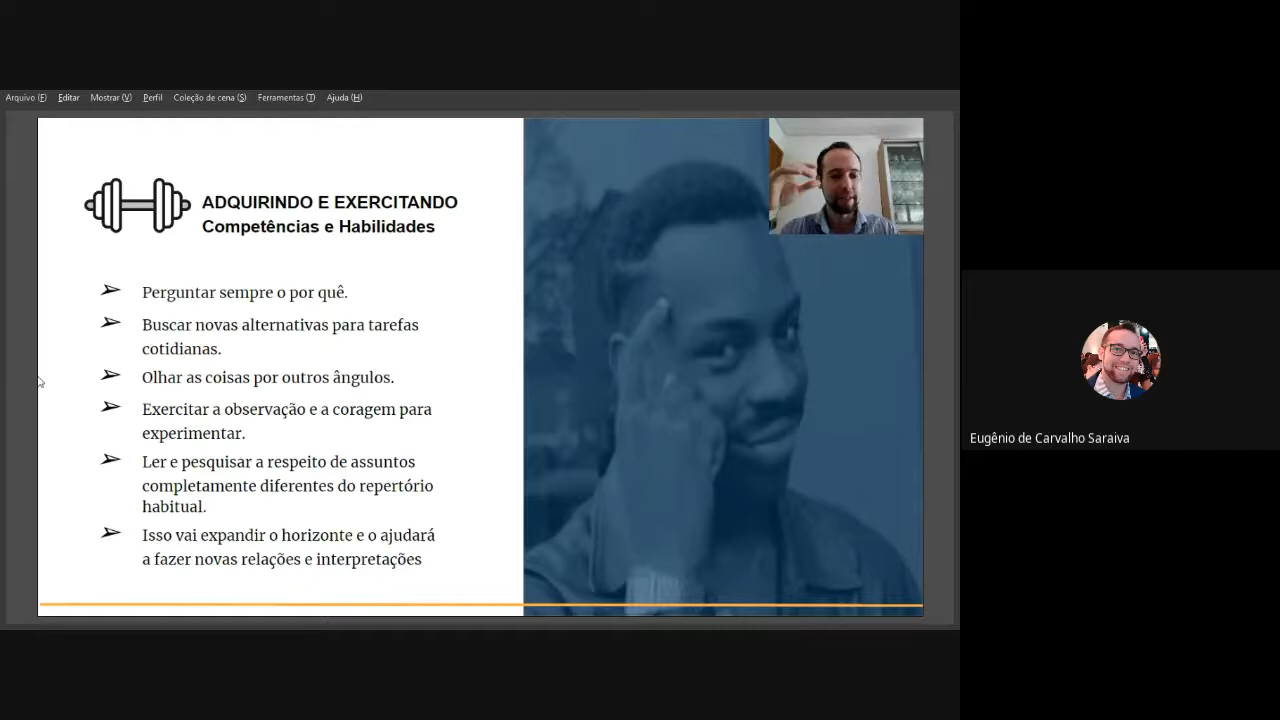 Arquivo (F) Editar Mostrar (V) Perfil Coleção de cena (S) Ferramentas (T) Ajuda (H)
ADQUIRINDO E EXERCITANDO
Competências e Habilidades
➢ Perguntar sempre o por quê.
➢ Buscar novas alternativas para tarefas
cotidianas.
➢ Olhar as coisas por outros ângulos.
➢ Exercitar a observação e a coragem para
experimentar.
➢ Ler e pesquisar a respeito de assuntos
completamente diferentes do repertório
habitual.
➢ Isso vai expandir o horizonte e o ajudará
a fazer novas relações e interpretações
Eugênio de Carvalho Saraiva